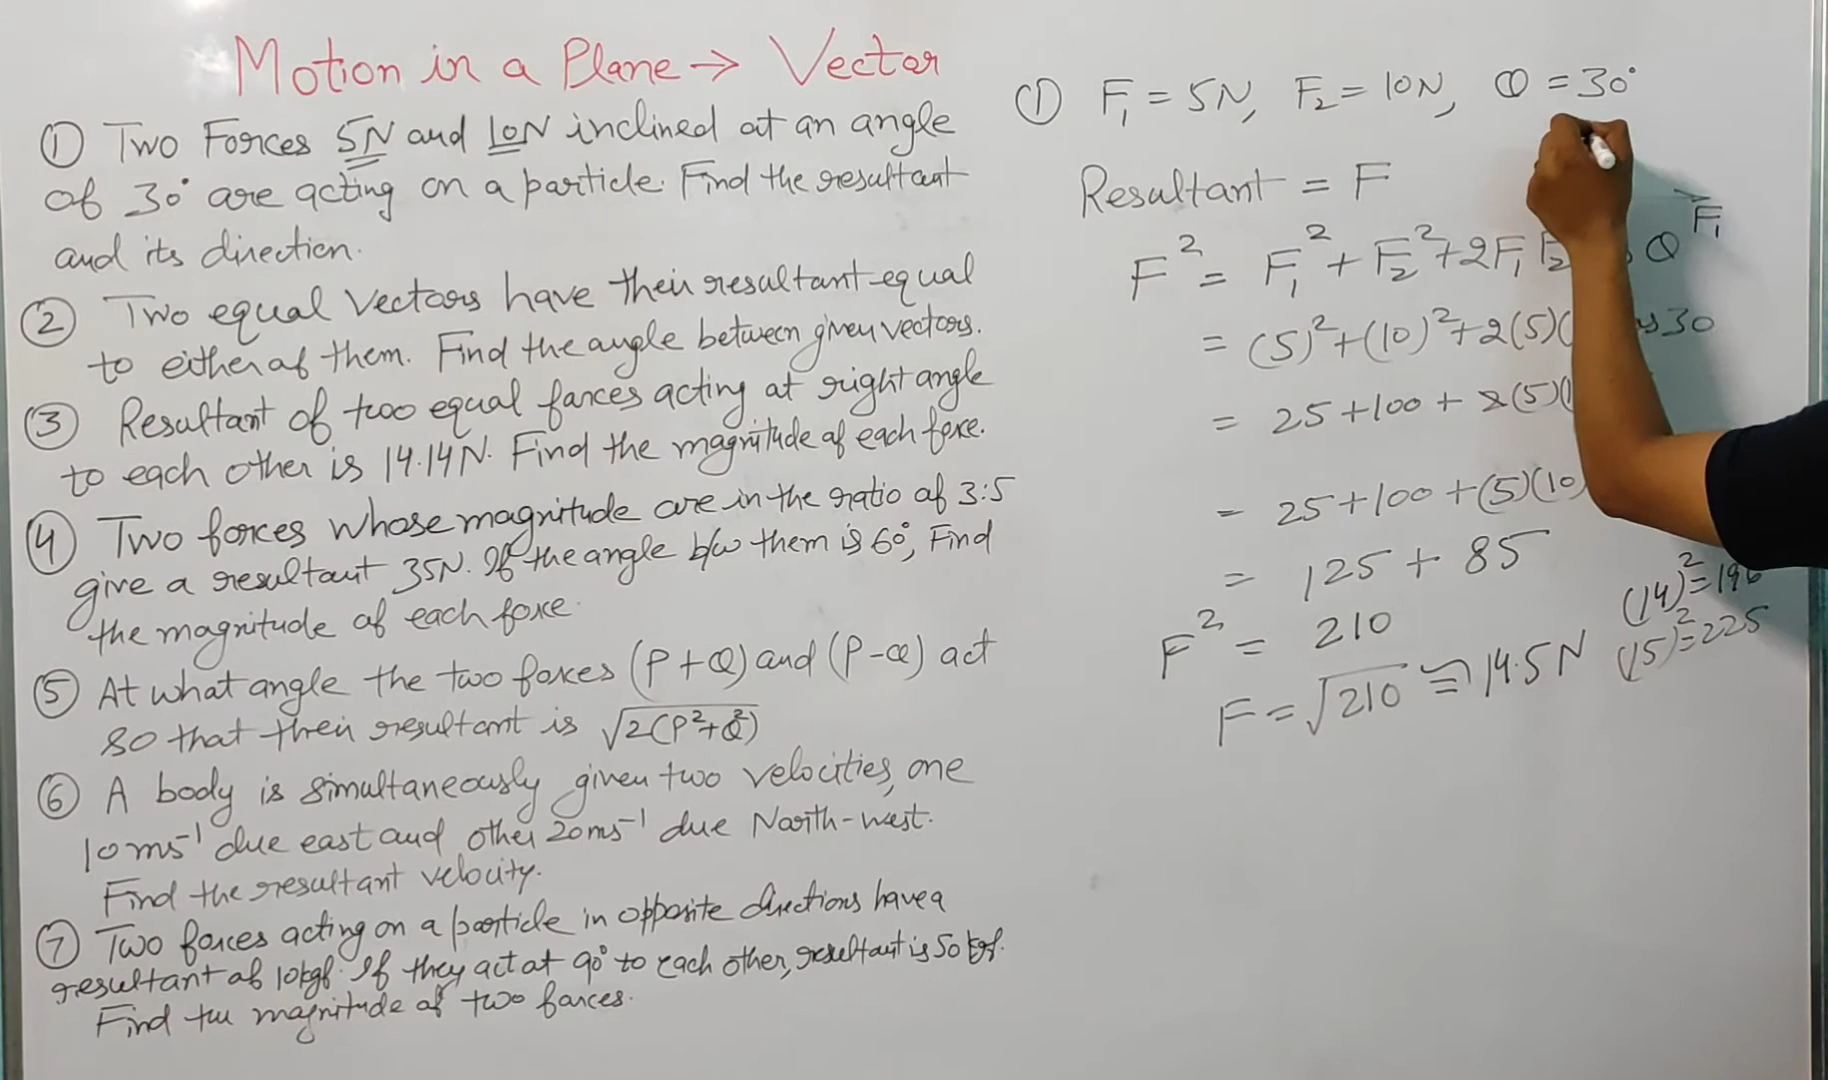 Motion in a Plane → Vector
① Two Forces 5N and 10N inclined at an angle
of 30° are acting on a particle. Find the resultant
and its direction.
② Two equal Vectors have their resultant equal
to either of them. Find the angle between given vectors.
③ Resultant of two equal forces acting at right angle
to each other is 14.14N. Find the magnitude of each force.
④ Two forces whose magnitude are in the ratio of 3:5
give a resultant 35N. If the angle b/w them is 60°, Find
the magnitude of each force.
⑤ At what angle the two forces (P+Q) and (P-Q) act
so that their resultant is √2(P²+Q²)
⑥ A body is simultaneously given two velocities, one
10 ms⁻¹ due east and other 20 ms⁻¹ due North-west.
Find the resultant velocity.
⑦ Two forces acting on a particle in opposite directions have a
resultant of 10kgf. If they act at 90° to each other, resultant is 50 kgf.
Find the magnitude of two forces.
① F₁ = 5N, F₂ = 10N, θ = 30°
Resultant = F
F₁
F² = F₁² + F₂² + 2F₁F₂ θ
= (5)² + (10)² + 2(5)( 30
= 25 + 100 + 2(5)(
= 25 + 100 + (5)(10)
= 125 + 85
F² = 210
F = √210 ≈ 14.5N
(14)² = 196
(15)² = 225